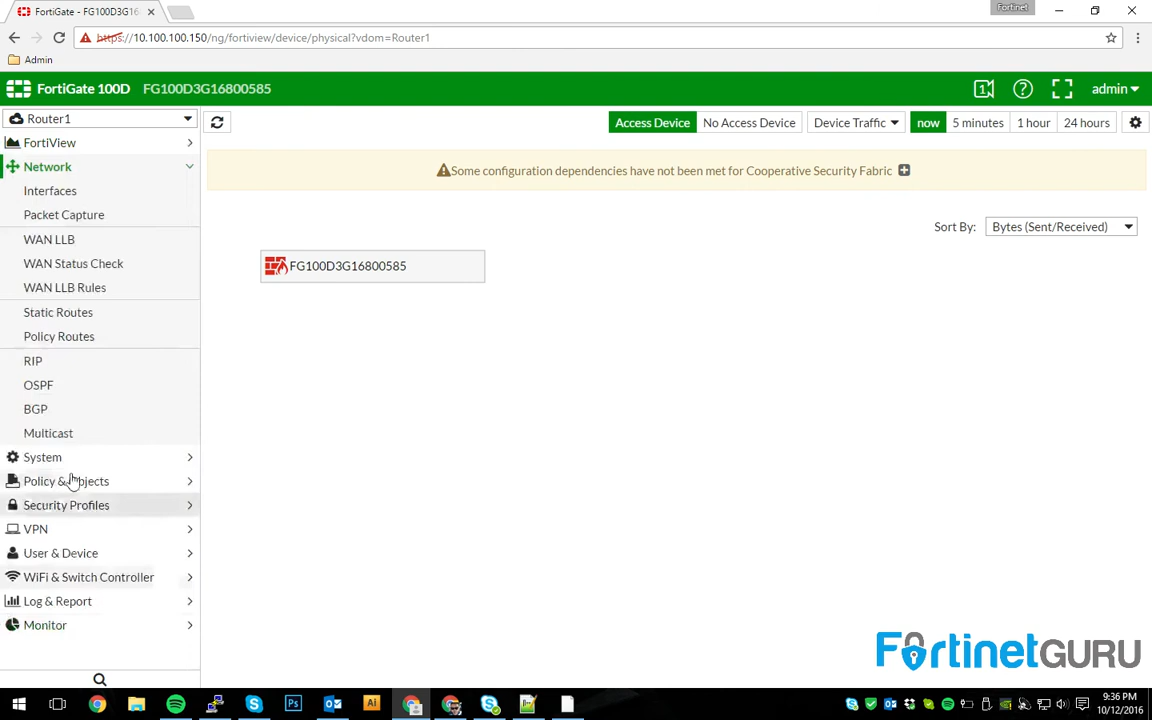 FortiGate - FG100D3G16800585
Fortinet
https://10.100.100.150/ng/fortiview/device/physical?vdom=Router1
Admin
FortiGate 100D FG100D3G16800585
1
admin
Router1
Access Device No Access Device Device Traffic now 5 minutes 1 hour 24 hours
FortiView
Network
Some configuration dependencies have not been met for Cooperative Security Fabric
Interfaces
Packet Capture
Sort By: Bytes (Sent/Received)
WAN LLB
WAN Status Check
FG100D3G16800585
WAN LLB Rules
Static Routes
Policy Routes
RIP
OSPF
BGP
Multicast
System
Policy & Objects
Security Profiles
VPN
User & Device
WiFi & Switch Controller
Log & Report
Monitor
FortinetGURU
9:36 PM
10/12/2016